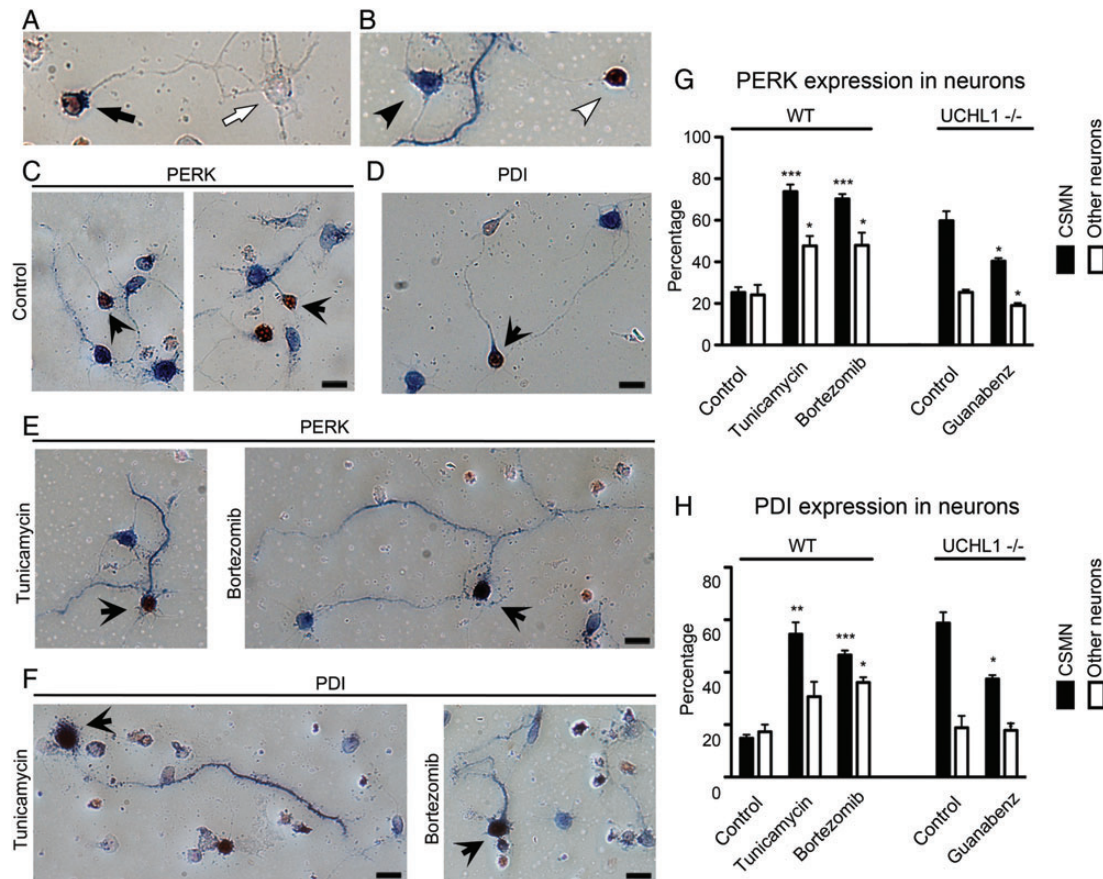 A
B
C
PERK
D
PDI
Control
E
PERK
Tunicamycin
Bortezomib
F
PDI
Tunicamycin
Bortezomib
G PERK expression in neurons
WT
UCHL1 -/-
Percentage
100
80
60
40
20
0
***
*
***
*
*
*
Control
Tunicamycin
Bortezomib
Control
Guanabenz
CSMN
Other neurons
H PDI expression in neurons
WT
UCHL1 -/-
Percentage
80
60
40
20
0
**
***
*
*
Control
Tunicamycin
Bortezomib
Control
Guanabenz
CSMN
Other neurons